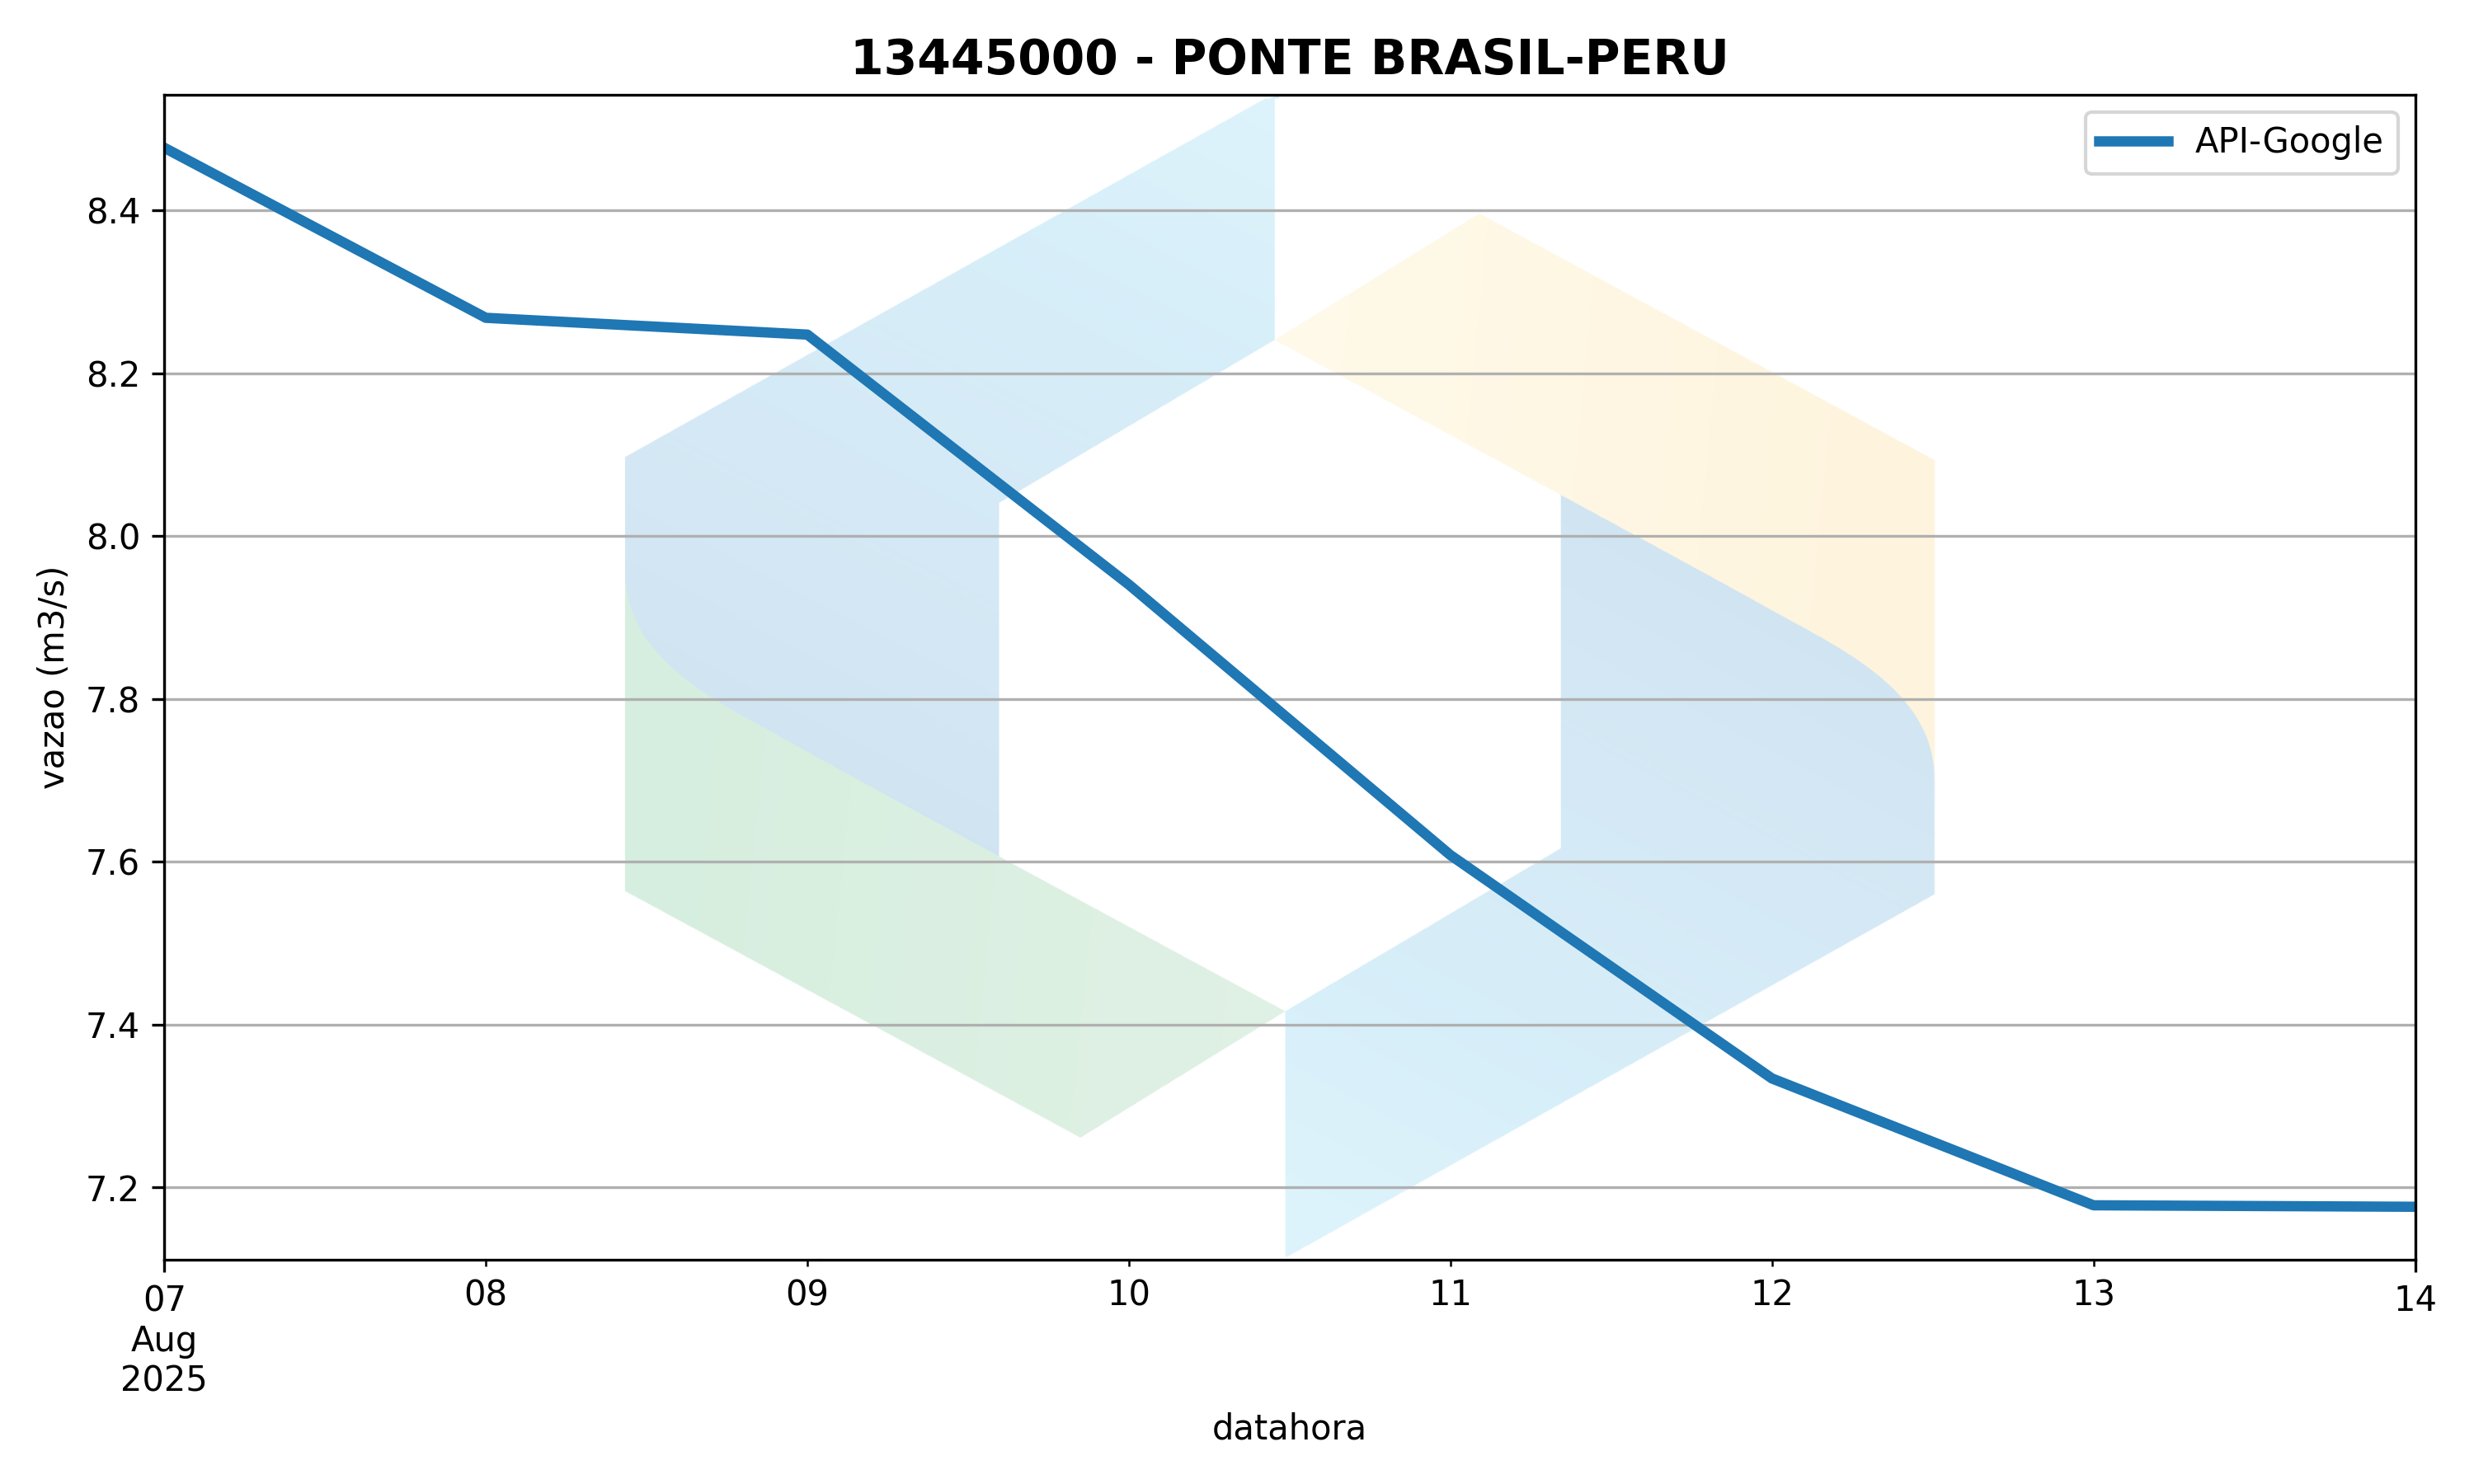 13445000 - PONTE BRASIL-PERU
API-Google
8.4
8.2
8.0
7.8
7.6
7.4
7.2
vazao (m3/s)
07 08 09 10 11 12 13 14
Aug
2025
datahora